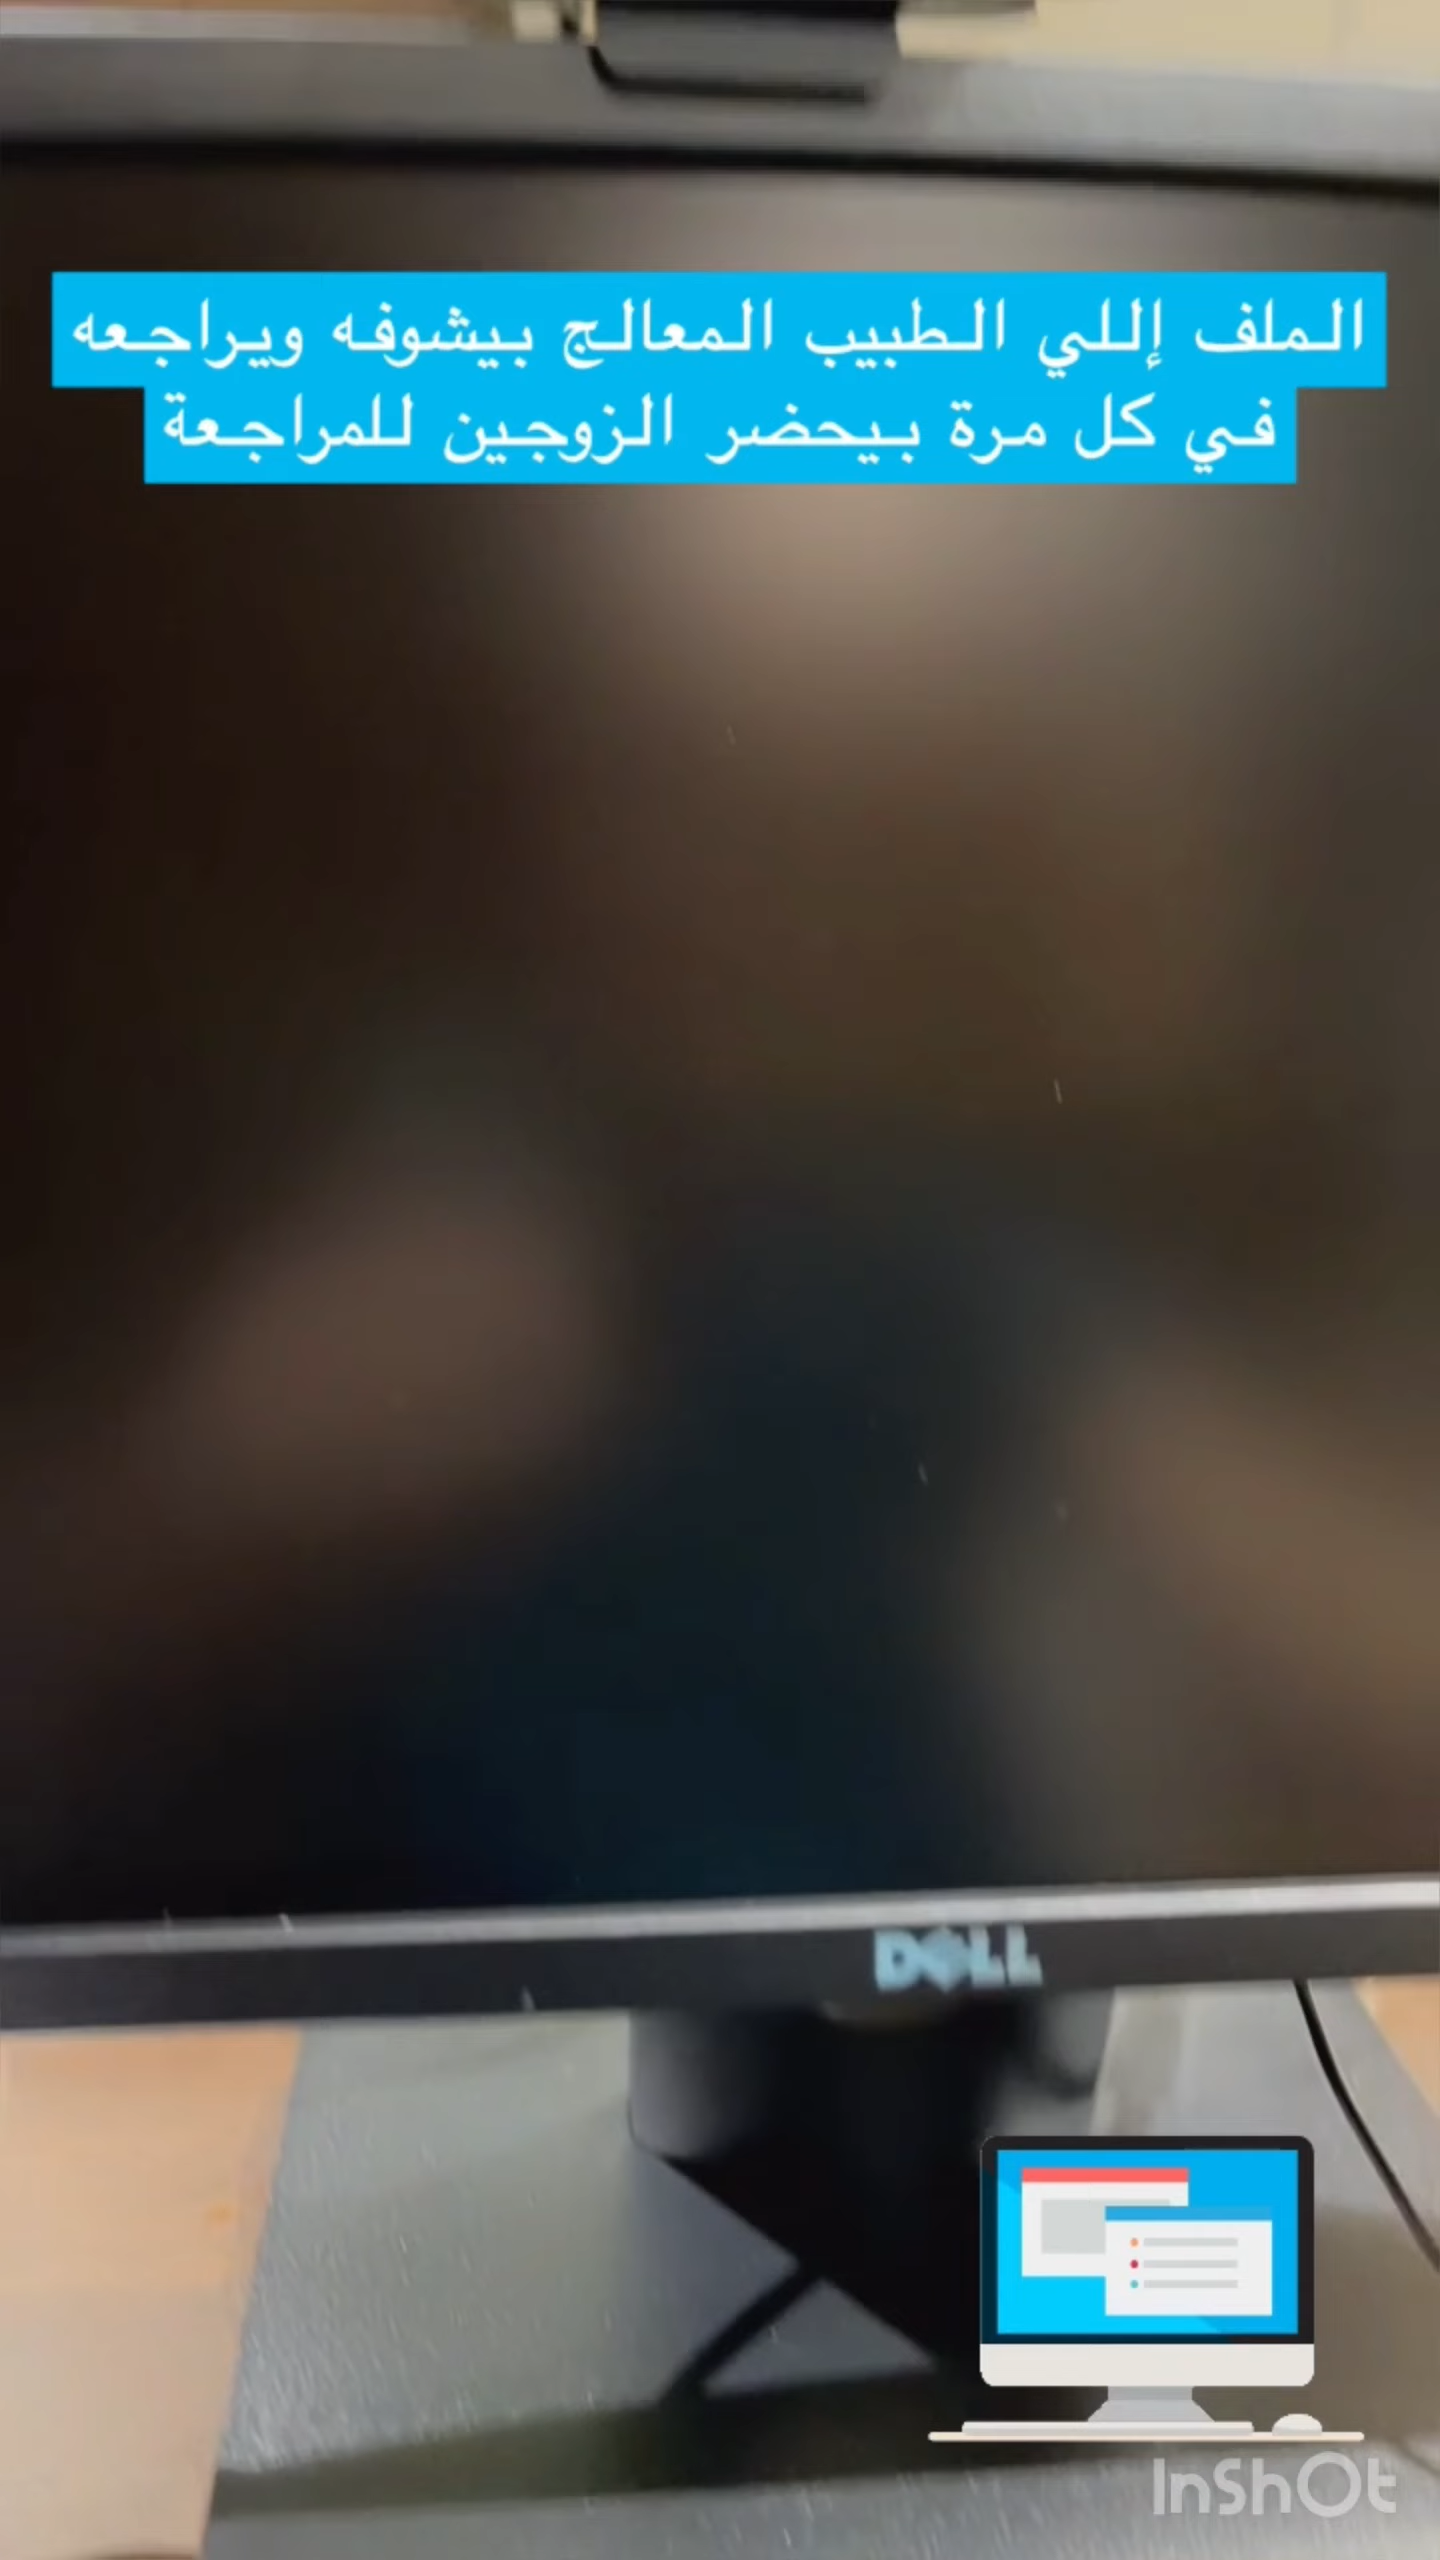 الملف إللي الطبيب المعالج بيشوفه ويراجعه
في كل مرة بيحضر الزوجين للمراجعة
DELL
InShOt